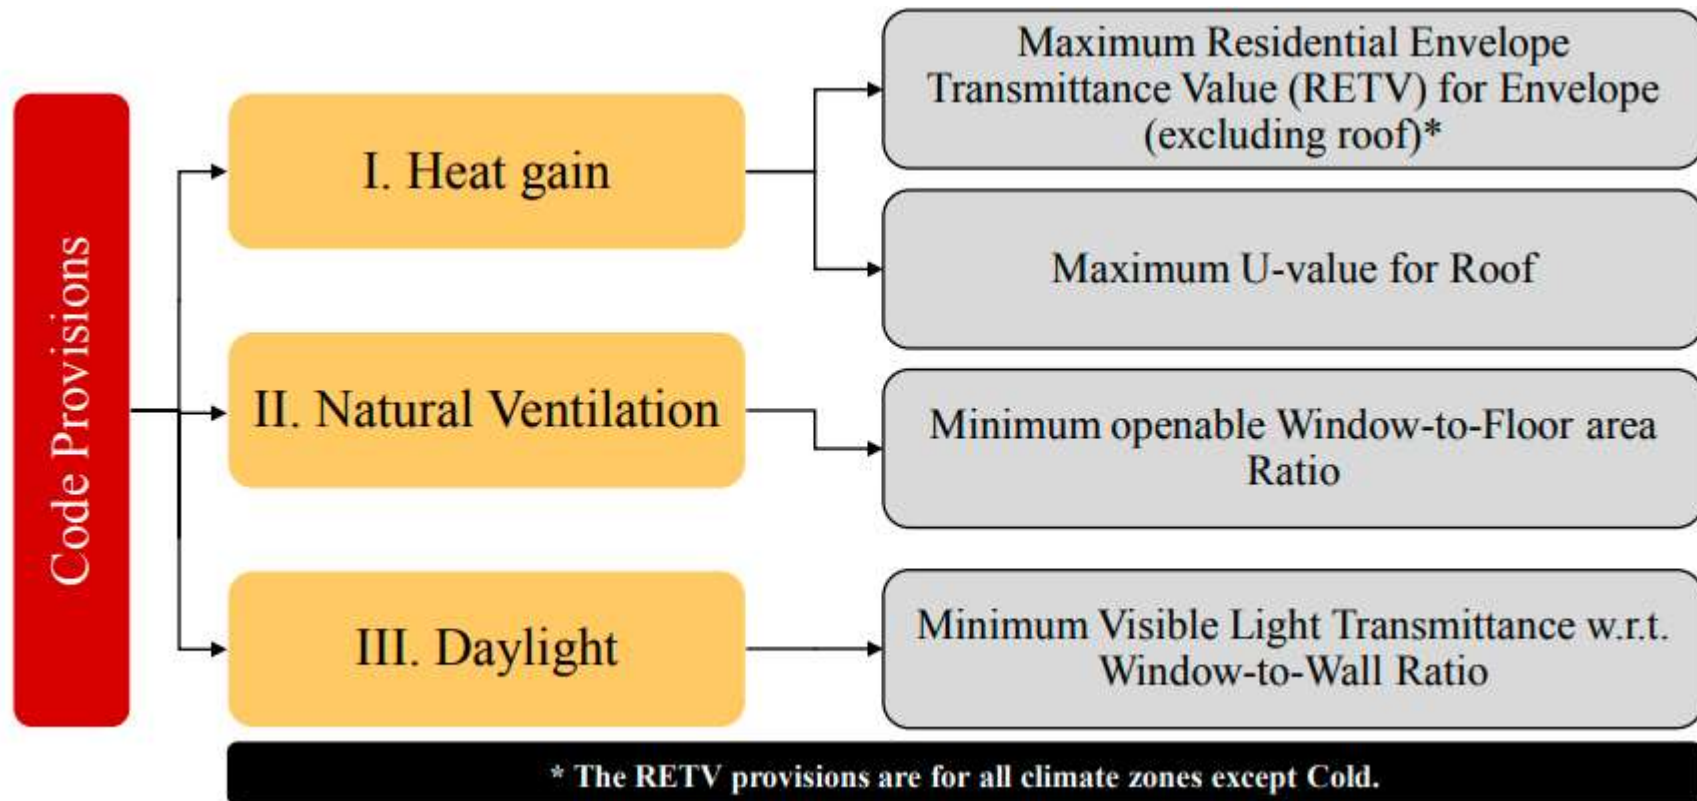 Code Provisions
I. Heat gain
Maximum Residential Envelope
Transmittance Value (RETV) for Envelope
(excluding roof)*
Maximum U-value for Roof
II. Natural Ventilation
Minimum openable Window-to-Floor area
Ratio
III. Daylight
Minimum Visible Light Transmittance w.r.t.
Window-to-Wall Ratio
* The RETV provisions are for all climate zones except Cold.